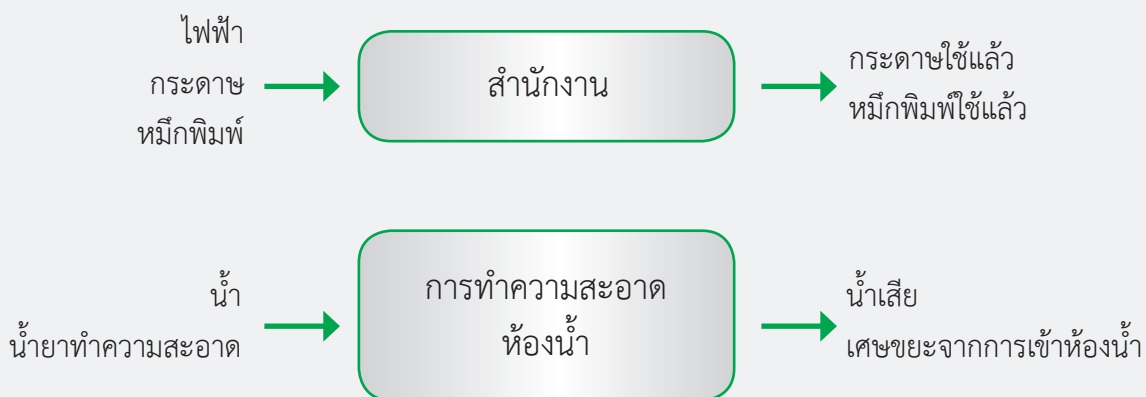 ไฟฟ้า
กระดาษ
หมึกพิมพ์
สำนักงาน
กระดาษใช้แล้ว
หมึกพิมพ์ใช้แล้ว
น้ำ
น้ำยาทำความสะอาด
การทำความสะอาด
ห้องน้ำ
น้ำเสีย
เศษขยะจากการเข้าห้องน้ำ